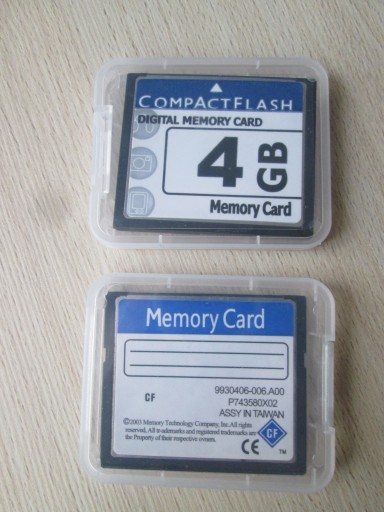 COMPACTFLASH
DIGITAL MEMORY CARD
4 GB
Memory Card
Memory Card
9930406-006.A00
CF
P743580X02
ASSY IN TAIWAN
©2003 Memory Technology Company, Inc. All rights
reserved, All trademarks and registered trademarks are
the Property of their respective owners.
CF
CE
TM